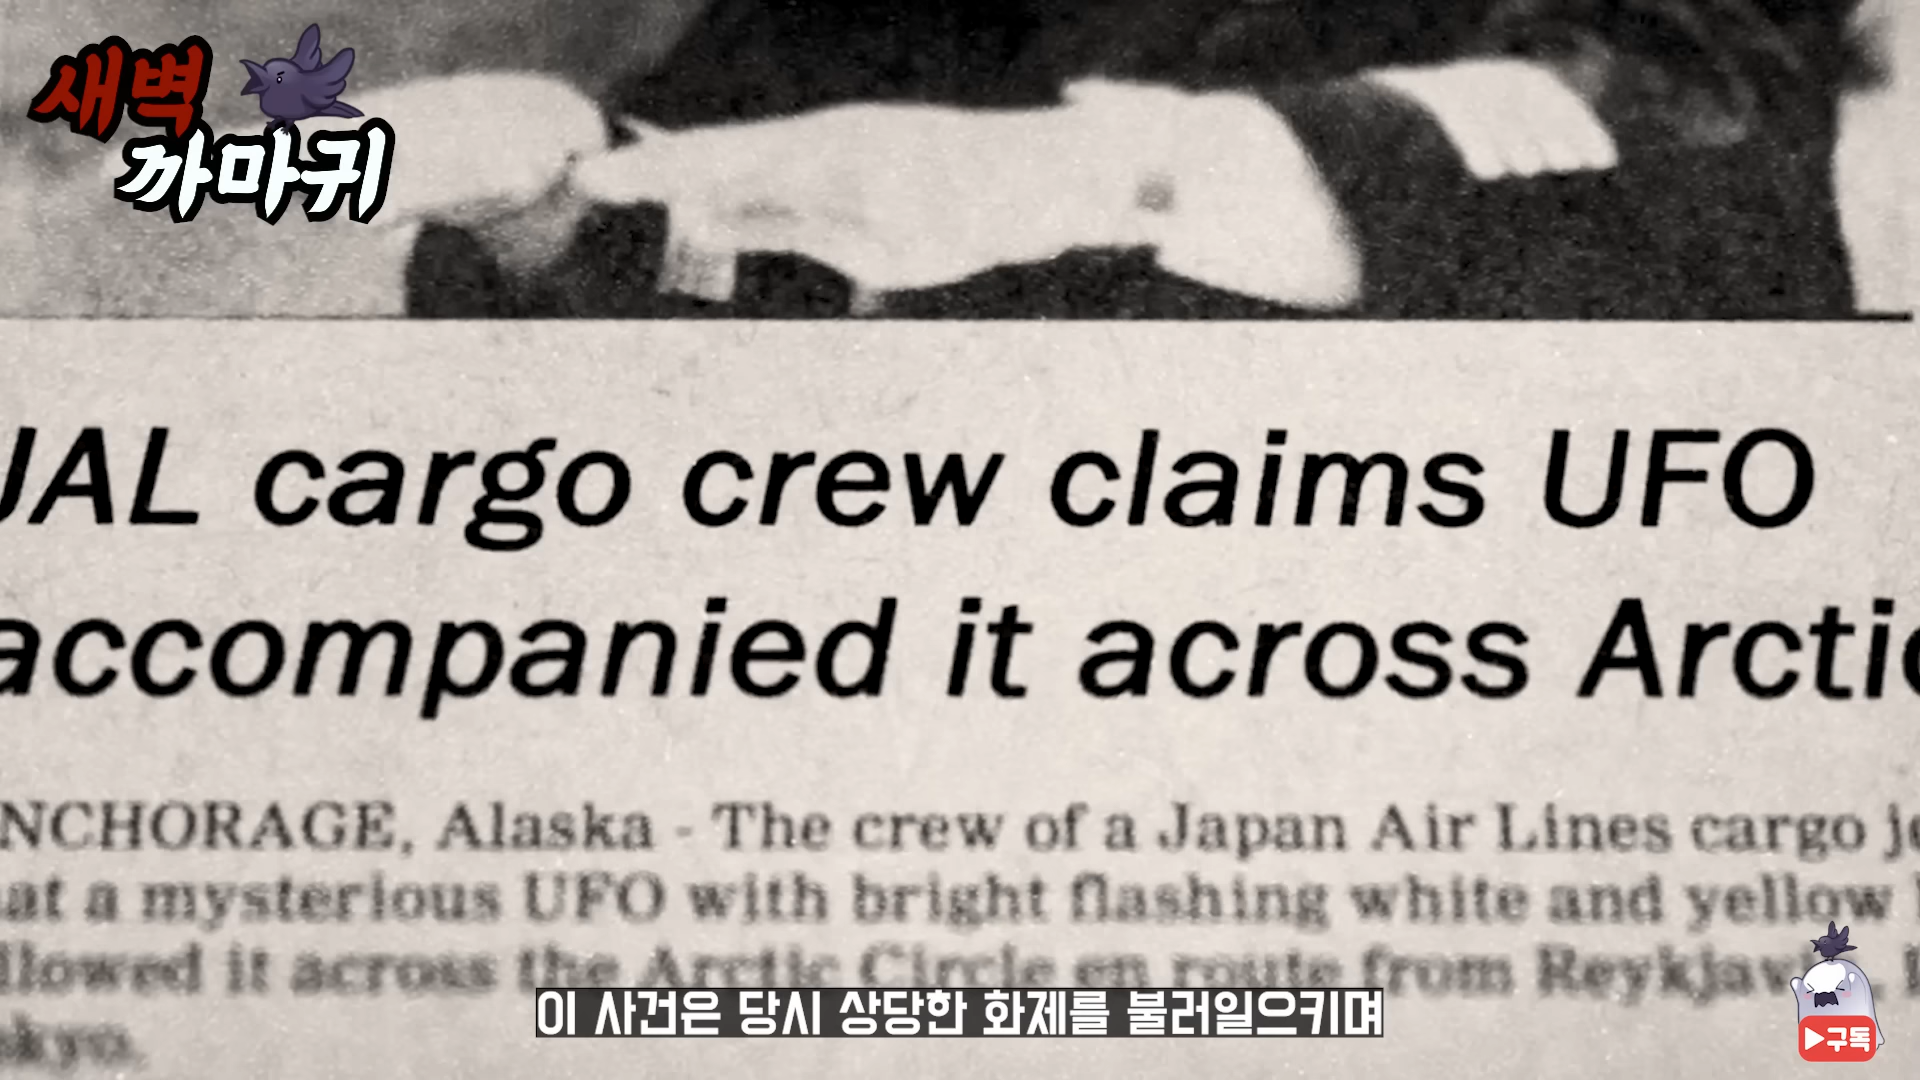 새벽
까마귀
JAL cargo crew claims UFO
accompanied it across Arctic
NCHORAGE, Alaska - The crew of a Japan Air Lines cargo je
at a mysterious UFO with bright flashing white and yellow
llowed it across the Arctic Circle en route from Reykjav
okyo.
이 사건은 당시 상당한 화제를 불러일으키며
구독